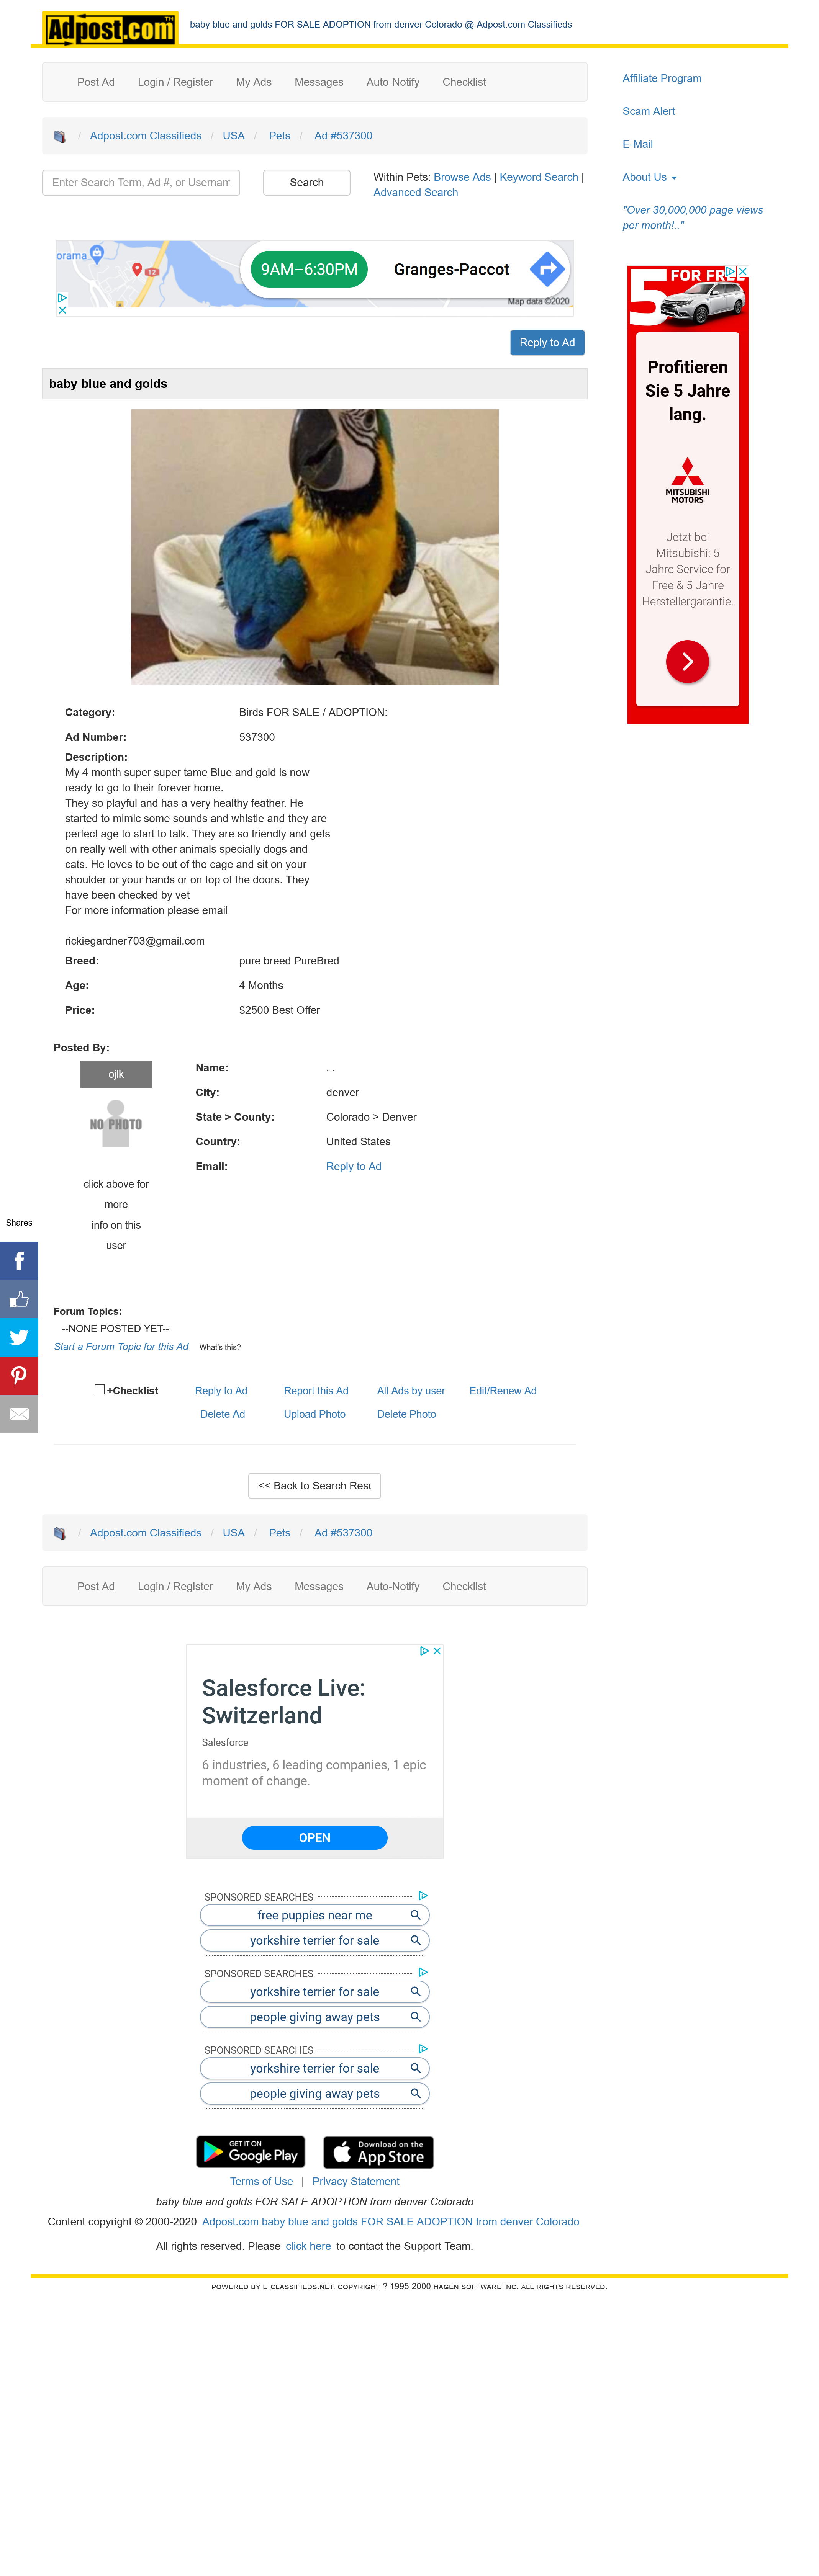 Adpost.com TM
baby blue and golds FOR SALE ADOPTION from denver Colorado @ Adpost.com Classifieds
Post Ad Login / Register My Ads Messages Auto-Notify Checklist
/ Adpost.com Classifieds / USA / Pets / Ad #537300
Enter Search Term, Ad #, or Usernam
Search
Within Pets: Browse Ads | Keyword Search |
Advanced Search
Affiliate Program
Scam Alert
E-Mail
About Us
"Over 30,000,000 page views
per month!.."
orama
12
9AM–6:30PM
Granges-Paccot
Map data ©2020
Reply to Ad
5 FOR FREE
Profitieren
Sie 5 Jahre
lang.
MITSUBISHI
MOTORS
Jetzt bei
Mitsubishi: 5
Jahre Service for
Free & 5 Jahre
Herstellergarantie.
baby blue and golds
Category: Birds FOR SALE / ADOPTION:
Ad Number: 537300
Description:
My 4 month super super tame Blue and gold is now
ready to go to their forever home.
They so playful and has a very healthy feather. He
started to mimic some sounds and whistle and they are
perfect age to start to talk. They are so friendly and gets
on really well with other animals specially dogs and
cats. He loves to be out of the cage and sit on your
shoulder or your hands or on top of the doors. They
have been checked by vet
For more information please email
rickiegardner703@gmail.com
Breed: pure breed PureBred
Age: 4 Months
Price: $2500 Best Offer
Posted By:
ojlk
NO PHOTO
click above for
more
info on this
user
Name: . .
City: denver
State > County: Colorado > Denver
Country: United States
Email: Reply to Ad
Shares
Forum Topics:
--NONE POSTED YET--
Start a Forum Topic for this Ad What's this?
+Checklist Reply to Ad Report this Ad All Ads by user Edit/Renew Ad
Delete Ad Upload Photo Delete Photo
<< Back to Search Resu
/ Adpost.com Classifieds / USA / Pets / Ad #537300
Post Ad Login / Register My Ads Messages Auto-Notify Checklist
Salesforce Live:
Switzerland
Salesforce
6 industries, 6 leading companies, 1 epic
moment of change.
OPEN
SPONSORED SEARCHES
free puppies near me
yorkshire terrier for sale
SPONSORED SEARCHES
yorkshire terrier for sale
people giving away pets
SPONSORED SEARCHES
yorkshire terrier for sale
people giving away pets
GET IT ON
Google Play
Download on the
App Store
Terms of Use | Privacy Statement
baby blue and golds FOR SALE ADOPTION from denver Colorado
Content copyright © 2000-2020 Adpost.com baby blue and golds FOR SALE ADOPTION from denver Colorado
All rights reserved. Please click here to contact the Support Team.
POWERED BY E-CLASSIFIEDS.NET. COPYRIGHT ? 1995-2000 HAGEN SOFTWARE INC. ALL RIGHTS RESERVED.